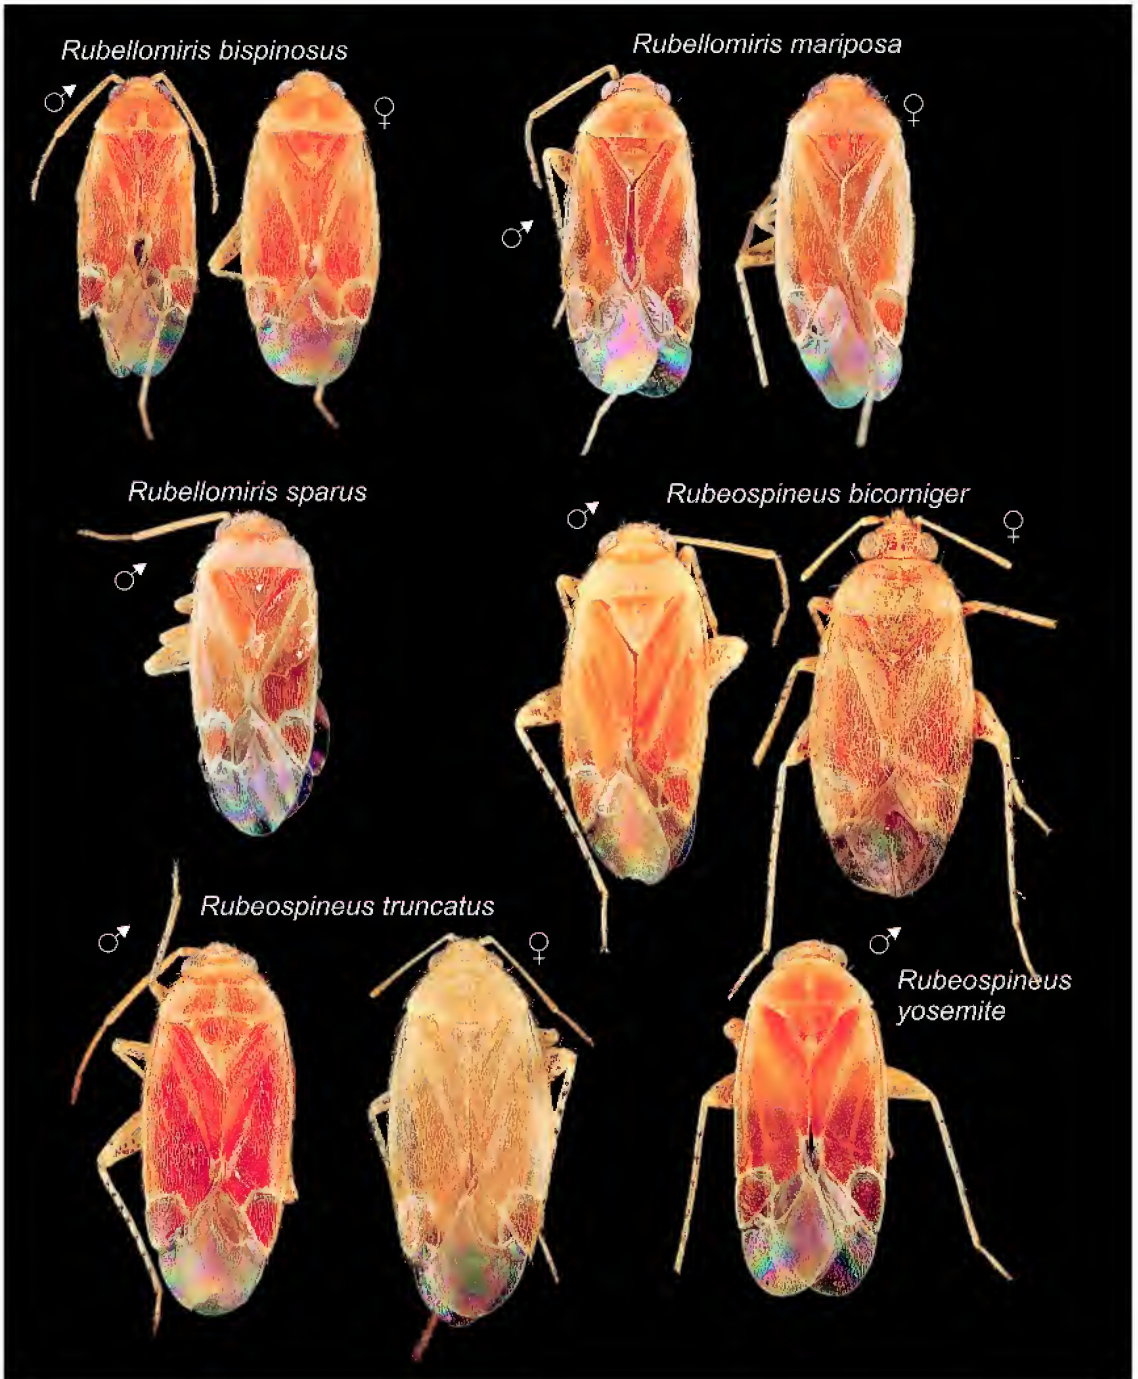 Rubellomiris bispinosus
♂
♀
Rubellomiris mariposa
♂
♀
Rubellomiris sparus
♂
Rubeospineus bicorniger
♂
♀
Rubeospineus truncatus
♂
♀
♂
Rubeospineus
yosemite